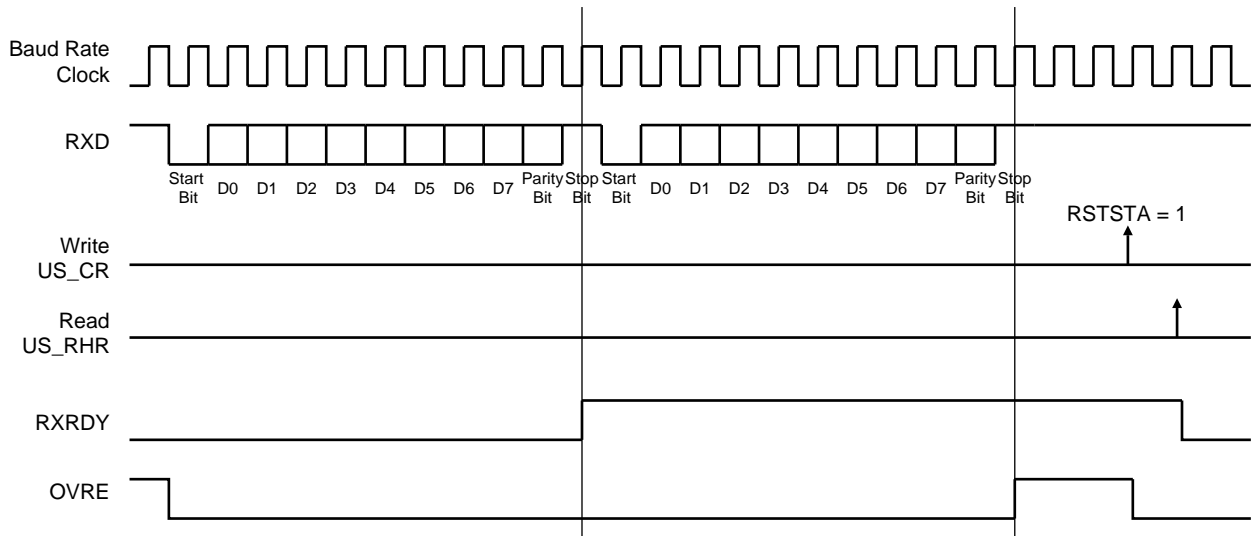 Baud Rate
Clock
RXD
Start
Bit
D0
D1
D2
D3
D4
D5
D6
D7
Parity
Bit
Stop
Bit
Start
Bit
D0
D1
D2
D3
D4
D5
D6
D7
Parity
Bit
Stop
Bit
RSTSTA = 1
Write
US_CR
Read
US_RHR
RXRDY
OVRE